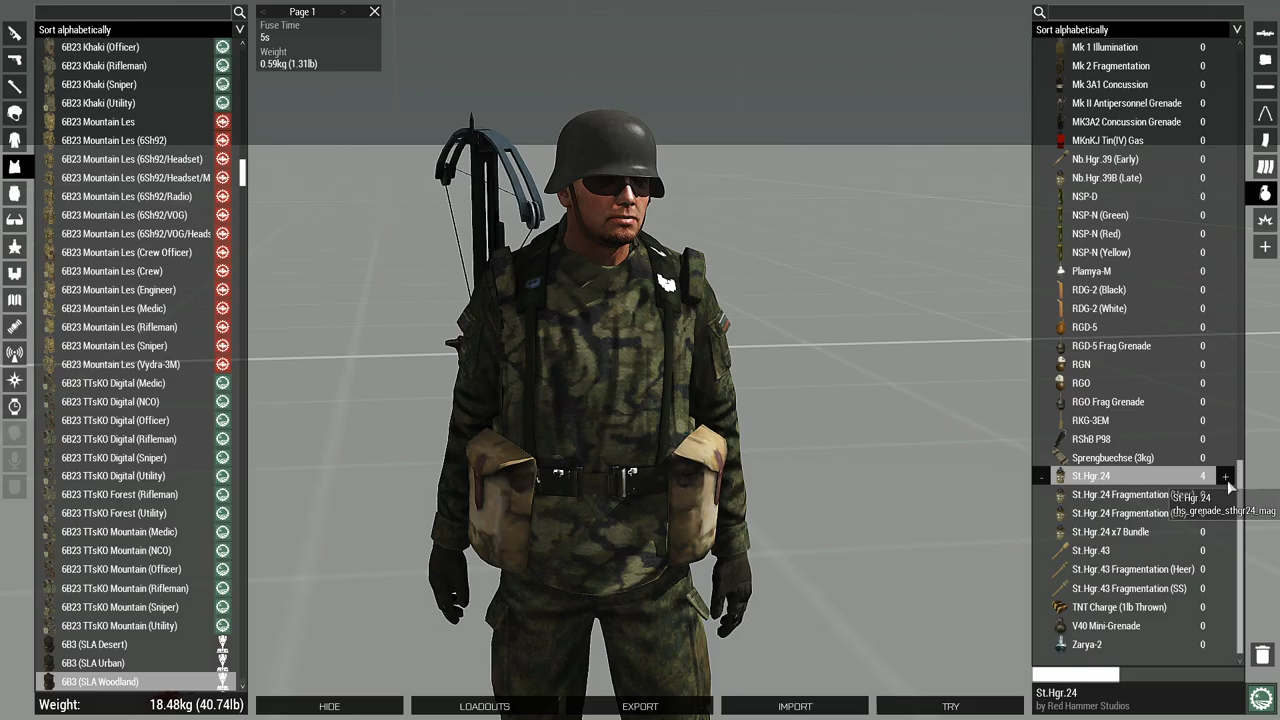 Sort alphabetically
6B23 Khaki (Officer)
6B23 Khaki (Rifleman)
6B23 Khaki (Sniper)
6B23 Khaki (Utility)
6B23 Mountain Les
6B23 Mountain Les (6Sh92)
6B23 Mountain Les (6Sh92/Headset)
6B23 Mountain Les (6Sh92/Headset/M
6B23 Mountain Les (6Sh92/Radio)
6B23 Mountain Les (6Sh92/VOG)
6B23 Mountain Les (6Sh92/VOG/Heads
6B23 Mountain Les (Crew Officer)
6B23 Mountain Les (Crew)
6B23 Mountain Les (Engineer)
6B23 Mountain Les (Medic)
6B23 Mountain Les (Rifleman)
6B23 Mountain Les (Sniper)
6B23 Mountain Les (Vydra-3M)
6B23 TTsKO Digital (Medic)
6B23 TTsKO Digital (NCO)
6B23 TTsKO Digital (Officer)
6B23 TTsKO Digital (Rifleman)
6B23 TTsKO Digital (Sniper)
6B23 TTsKO Digital (Utility)
6B23 TTsKO Forest (Rifleman)
6B23 TTsKO Forest (Utility)
6B23 TTsKO Mountain (Medic)
6B23 TTsKO Mountain (NCO)
6B23 TTsKO Mountain (Officer)
6B23 TTsKO Mountain (Rifleman)
6B23 TTsKO Mountain (Sniper)
6B23 TTsKO Mountain (Utility)
6B3 (SLA Desert)
6B3 (SLA Urban)
6B3 (SLA Woodland)
Weight: 18.48kg (40.74lb)
< Page 1 >
Fuse Time
5s
Weight
0.59kg (1.31lb)
HIDE
LOADOUTS
EXPORT
IMPORT
TRY
Sort alphabetically
Mk 1 Illumination 0
Mk 2 Fragmentation 0
Mk 3A1 Concussion 0
Mk II Antipersonnel Grenade 0
MK3A2 Concussion Grenade 0
MKnKJ Tin(IV) Gas 0
Nb.Hgr.39 (Early) 0
Nb.Hgr.39B (Late) 0
NSP-D 0
NSP-N (Green) 0
NSP-N (Red) 0
NSP-N (Yellow) 0
Plamya-M 0
RDG-2 (Black) 0
RDG-2 (White) 0
RGD-5 0
RGD-5 Frag Grenade 0
RGN 0
RGO 0
RGO Frag Grenade 0
RKG-3EM 0
RShB P98 0
Sprengbuechse (3kg) 0
- St.Hgr.24 4 +
St.Hgr.24 Fragmentation
St.Hgr.24 Fragmentation
St.Hgr.24
rhs_grenade_sthgr24_mag
St.Hgr.24 x7 Bundle 0
St.Hgr.43 0
St.Hgr.43 Fragmentation (Heer) 0
St.Hgr.43 Fragmentation (SS) 0
TNT Charge (1lb Thrown) 0
V40 Mini-Grenade 0
Zarya-2 0
St.Hgr.24
by Red Hammer Studios